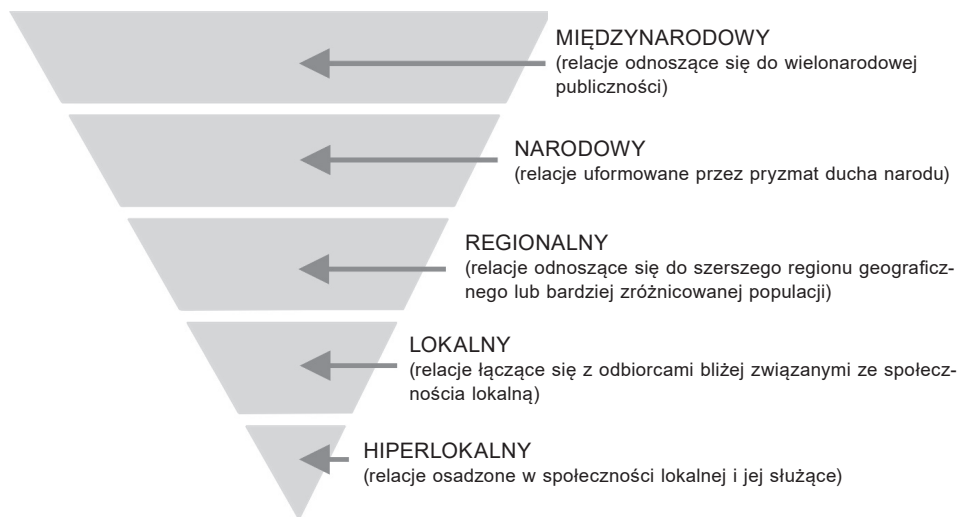 MIĘDZYNARODOWY
(relacje odnoszące się do wielonarodowej
publiczności)
NARODOWY
(relacje uformowane przez pryzmat ducha narodu)
REGIONALNY
(relacje odnoszące się do szerszego regionu geograficz-
nego lub bardziej zróżnicowanej populacji)
LOKALNY
(relacje łączące się z odbiorcami bliżej związanymi ze społecz-
nościa lokalną)
HIPERLOKALNY
(relacje osadzone w społeczności lokalnej i jej służące)